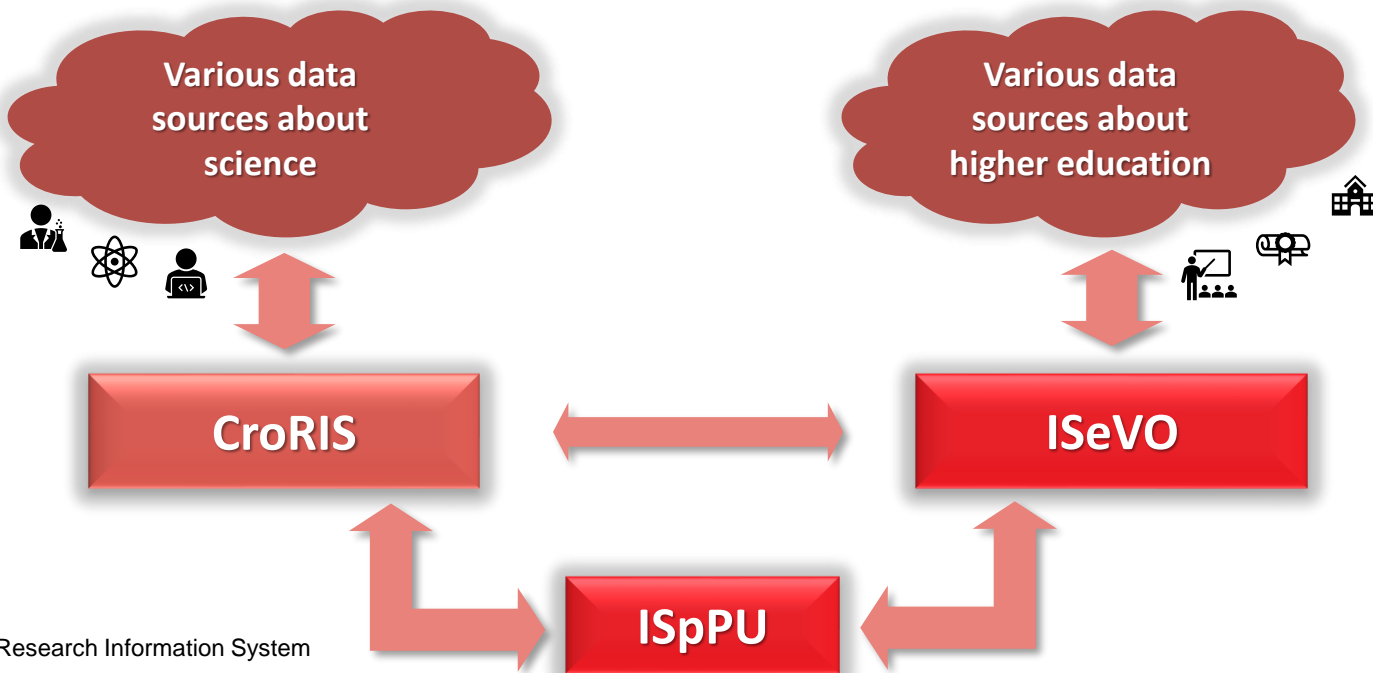 Various data
sources about
science
Various data
sources about
higher education
CroRIS
ISeVO
ISpPU
Research Information System